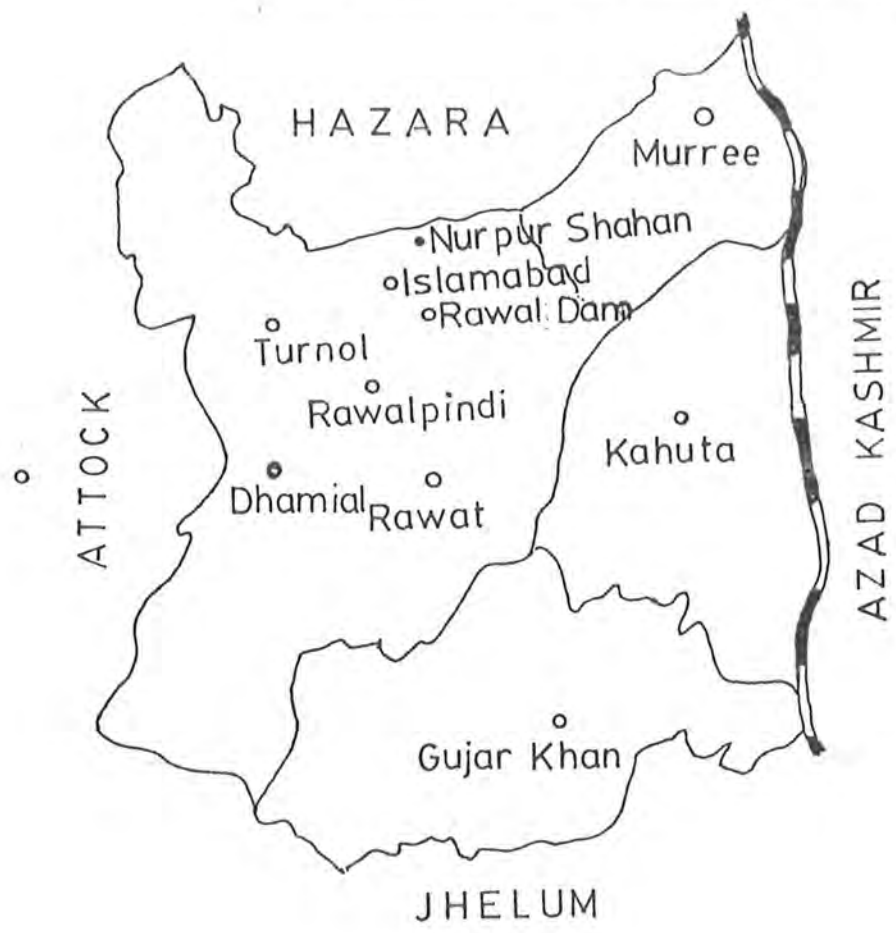 HAZARA
Murree
Nurpur Shahan
Islamabad
Rawal Dam
Turnol
Rawalpindi
ATTOCK
AZAD KASHMIR
Kahuta
Dhamial
Rawat
Gujar Khan
JHELUM